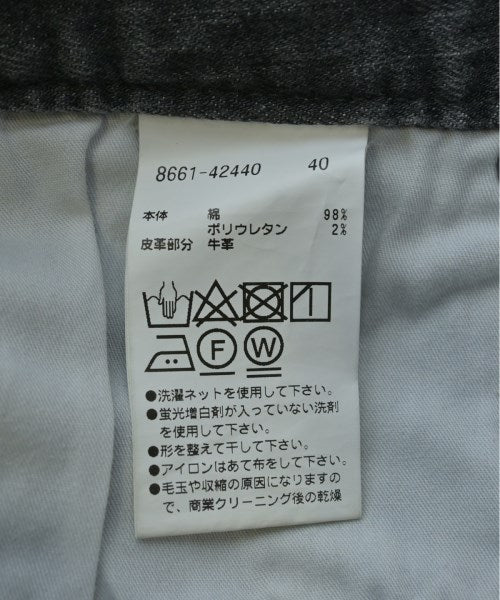 8661-42440 40
本体 綿 98%
ポリウレタン 2%
皮革部分 牛革
F W
●洗濯ネットを使用して下さい。
●蛍光増白剤が入っていない洗剤
を使用して下さい。
●形を整えて干して下さい。
●アイロンはあて布をして下さい。
●毛玉や収縮の原因になりますの
で、商業クリーニング後の乾燥